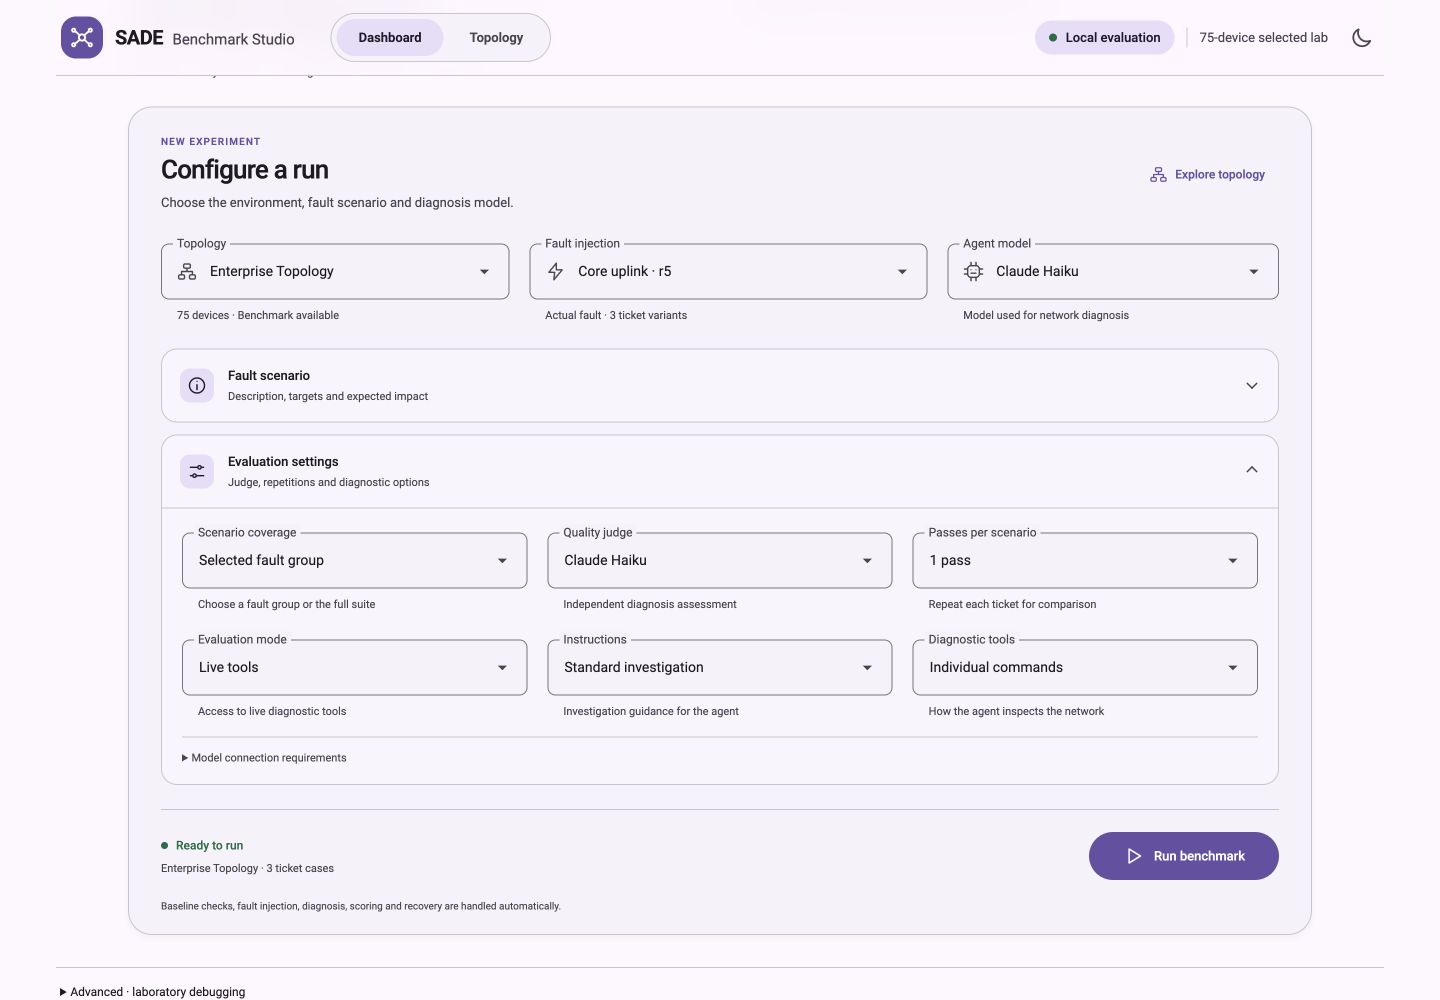 SADE Benchmark Studio
Dashboard
Topology
Local evaluation
75-device selected lab
NEW EXPERIMENT
Configure a run
Choose the environment, fault scenario and diagnosis model.
Explore topology
Topology
Enterprise Topology
75 devices · Benchmark available
Fault injection
Core uplink · r5
Actual fault · 3 ticket variants
Agent model
Claude Haiku
Model used for network diagnosis
Fault scenario
Description, targets and expected impact
Evaluation settings
Judge, repetitions and diagnostic options
Scenario coverage
Selected fault group
Choose a fault group or the full suite
Quality judge
Claude Haiku
Independent diagnosis assessment
Passes per scenario
1 pass
Repeat each ticket for comparison
Evaluation mode
Live tools
Access to live diagnostic tools
Instructions
Standard investigation
Investigation guidance for the agent
Diagnostic tools
Individual commands
How the agent inspects the network
Model connection requirements
Ready to run
Enterprise Topology · 3 ticket cases
Run benchmark
Baseline checks, fault injection, diagnosis, scoring and recovery are handled automatically.
Advanced · laboratory debugging